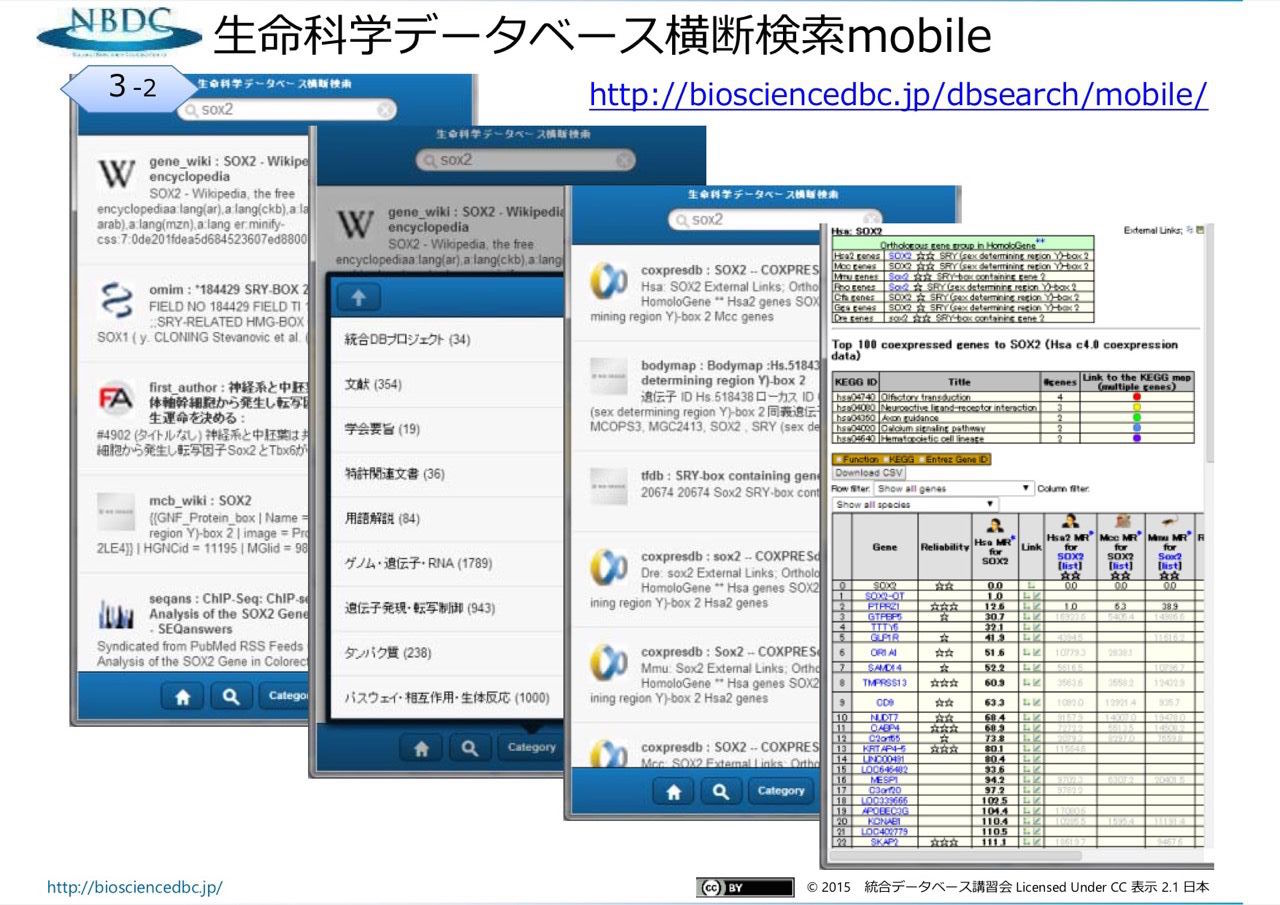 NBDC
生命科学データベース横断検索mobile
3-2
http://biosciencedbc.jp/dbsearch/mobile/
生命科学データベース横断検索
sox2
gene_wiki : SOX2 - Wikipe
encyclopedia
SOX2 - Wikipedia, the free
encyclopediaa:lang(ar),a:lang(ckb),a:la
arab),a:lang(mzn),a:lang er:minify-
css:7:0de201fdea5d684523607ed8800
omim : *184429 SRY-BOX 2
FIELD NO 184429 FIELD TI 1
;;SRY-RELATED HMG-BOX
SOX1 ( y. CLONING Stevanovic et al. (
first_author : 神経系と中胚葉
体軸幹細胞から発生し転写因
生運命を決める :
#4902 (タイトルなし) 神経系と中胚葉は共
細胞から発生し転写因子Sox2とTbx6が
mcb_wiki : SOX2
{{GNF_Protein_box | Name =
region Y)-box 2 | image = Pro
2LE4}} | HGNCid = 11195 | MGIid = 98
seqans : ChIP-Seq: ChIP-se
Analysis of the SOX2 Gene
- SEQanswers
Syndicated from PubMed RSS Feeds
Analysis of the SOX2 Gene in Colorect
Catego
生命科学データベース横断検索
sox2
gene_wiki : SOX2 - Wikipedia
encyclopedia
SOX2 - Wikipedia, the free
encyclopediaa:lang(ar),a:lang(ckb),a:lang
統合DBプロジェクト (34)
文献 (354)
学会要旨 (19)
特許関連文書 (36)
用語解説 (84)
ゲノム・遺伝子・RNA (1789)
遺伝子発現・転写制御 (943)
タンパク質 (238)
パスウェイ・相互作用・生体反応 (1000)
Category
生命科学データベース横断検索
sox2
coxpresdb : SOX2 -- COXPRES
Hsa: SOX2 External Links; Ortho
HomoloGene ** Hsa2 genes SOX
mining region Y)-box 2 Mcc genes
bodymap : Bodymap :Hs.51843
determining region Y)-box 2
遺伝子 ID Hs.518438 ローカス ID
(sex determining region Y)-box 2 同義遺伝子
MCOPS3, MGC2413, SOX2 , SRY (sex de
tfdb : SRY-box containing gene
20674 20674 Sox2 SRY-box cont
coxpresdb : sox2 -- COXPRESd
Dre: sox2 External Links; Ortholo
HomoloGene ** Hsa genes SOX2
ining region Y)-box 2 Hsa2 genes
coxpresdb : Sox2 -- COXPRES
Mmu: Sox2 External Links; Ortho
HomoloGene ** Hsa genes SOX2
ining region Y)-box 2 Hsa2 genes
coxpresdb : SOX2 -- COXPRES
Mcc: SOX2 External Links; Ortho
Category
Hsa: SOX2
External Links;
Orthologous gene group in HomoloGene**
Hsa2 genes SOX2 ☆☆ SRY (sex determining region Y)-box 2
Mcc genes SOX2 ☆☆ SRY (sex determining region Y)-box 2
Mmu genes Sox2 ☆ SRY-box containing gene 2
Rno genes Sox2 ☆ SRY (sex determining region Y)-box 2
Cfa genes SOX2 ☆ SRY (sex determining region Y)-box 2
Gga genes SOX2 ☆ SRY (sex determining region Y)-box 2
Dre genes sox2 ☆☆ SRY-box containing gene 2
Top 100 coexpressed genes to SOX2 (Hsa c4.0 coexpression
data)
KEGG ID Title #genes Link to the KEGG map
(multiple genes)
hsa04740 Olfactory transduction 4
hsa04080 Neuroactive ligand-receptor interaction 3
hsa04360 Axon guidance 2
hsa04020 Calcium signaling pathway 2
hsa04640 Hematopoietic cell lineage 2
Function KEGG Entrez Gene ID
Download CSV
Row filter: Show all genes Column filter:
Show all species
Gene Reliability Hsa MR* for SOX2 Link Hsa2 MR* for SOX2 [list] ☆☆ Mcc MR* for SOX2 [list] ☆☆ Mmu MR* for Sox2 [list] ☆☆ R
0 SOX2 ☆☆ 0.0 0.0 0.0 0.0
1 SOX2-OT 1.0
2 PTPRZ1 ☆☆☆ 12.6 1.0 6.3 38.9
3 GTPBP5 ☆ 30.7
4 TTTY6 32.1
5 GLP1R ☆ 41.9
6 OR1A1 ☆☆ 51.6
7 SAMD14 ☆ 52.2
8 TMPRSS13 ☆☆☆ 60.9
9 CD9 ☆☆ 63.3
10 NUDT7 ☆☆ 68.4
11 OABP4 ☆☆☆ 68.9
12 C2orf55 ☆ 73.8
13 KRTAP4-5 ☆☆☆ 80.1
14 LINC00491 80.4
15 LOC646482 93.6
16 MESP1 94.2
17 C3orf20 97.2
18 LOC339666 102.5
19 APOBEC3G 104.4
20 KCNAB1 110.4
21 LOC402779 110.5
22 SKAP2 ☆☆☆ 111.1
http://biosciencedbc.jp/
cc BY
© 2015 統合データベース講習会 Licensed Under CC 表示 2.1 日本